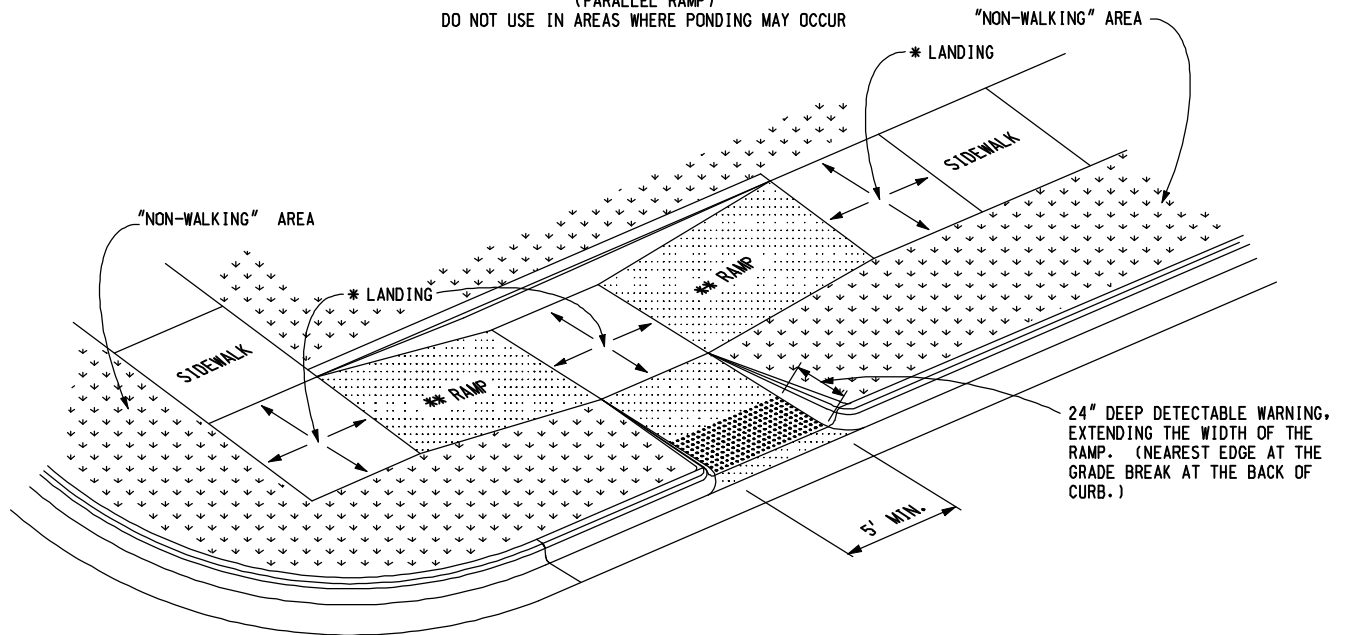 (PARALLEL RAMP)
DO NOT USE IN AREAS WHERE PONDING MAY OCCUR
"NON-WALKING" AREA
* LANDING
SIDEWALK
"NON-WALKING" AREA
** RAMP
* LANDING
SIDEWALK
** RAMP
24" DEEP DETECTABLE WARNING,
EXTENDING THE WIDTH OF THE
RAMP. (NEAREST EDGE AT THE
GRADE BREAK AT THE BACK OF
CURB.)
5' MIN.